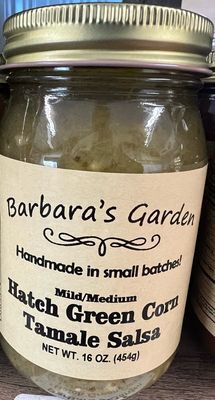 Barbara's Garden
Handmade in small batches!
Mild/Medium
Hatch Green Corn
Tamale Salsa
NET WT. 16 OZ. (454g)